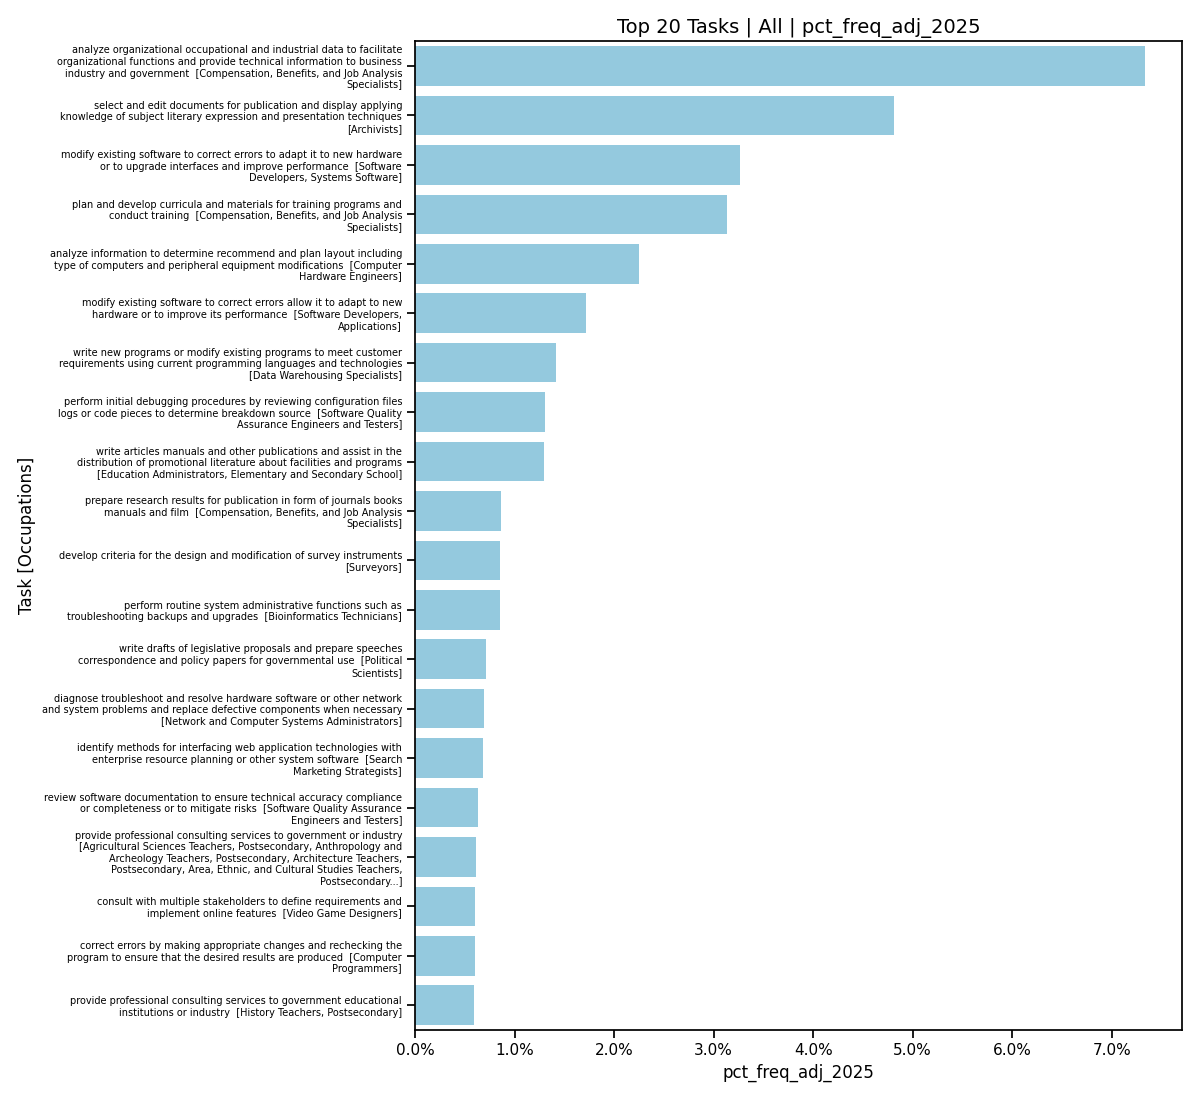 Top 20 Tasks | All | pct_freq_adj_2025
analyze organizational occupational and industrial data to facilitate
organizational functions and provide technical information to business
industry and government  [Compensation, Benefits, and Job Analysis
Specialists]
select and edit documents for publication and display applying
knowledge of subject literary expression and presentation techniques
[Archivists]
modify existing software to correct errors to adapt it to new hardware
or to upgrade interfaces and improve performance  [Software
Developers, Systems Software]
plan and develop curricula and materials for training programs and
conduct training  [Compensation, Benefits, and Job Analysis
Specialists]
analyze information to determine recommend and plan layout including
type of computers and peripheral equipment modifications  [Computer
Hardware Engineers]
modify existing software to correct errors allow it to adapt to new
hardware or to improve its performance  [Software Developers,
Applications]
write new programs or modify existing programs to meet customer
requirements using current programming languages and technologies
[Data Warehousing Specialists]
perform initial debugging procedures by reviewing configuration files
logs or code pieces to determine breakdown source  [Software Quality
Assurance Engineers and Testers]
write articles manuals and other publications and assist in the
distribution of promotional literature about facilities and programs
[Education Administrators, Elementary and Secondary School]
prepare research results for publication in form of journals books
manuals and film  [Compensation, Benefits, and Job Analysis
Specialists]
develop criteria for the design and modification of survey instruments
[Surveyors]
perform routine system administrative functions such as
troubleshooting backups and upgrades  [Bioinformatics Technicians]
write drafts of legislative proposals and prepare speeches
correspondence and policy papers for governmental use  [Political
Scientists]
diagnose troubleshoot and resolve hardware software or other network
and system problems and replace defective components when necessary
[Network and Computer Systems Administrators]
identify methods for interfacing web application technologies with
enterprise resource planning or other system software  [Search
Marketing Strategists]
review software documentation to ensure technical accuracy compliance
or completeness or to mitigate risks  [Software Quality Assurance
Engineers and Testers]
provide professional consulting services to government or industry
[Agricultural Sciences Teachers, Postsecondary, Anthropology and
Archeology Teachers, Postsecondary, Architecture Teachers,
Postsecondary, Area, Ethnic, and Cultural Studies Teachers,
Postsecondary...]
consult with multiple stakeholders to define requirements and
implement online features  [Video Game Designers]
correct errors by making appropriate changes and rechecking the
program to ensure that the desired results are produced  [Computer
Programmers]
provide professional consulting services to government educational
institutions or industry  [History Teachers, Postsecondary]
Task [Occupations]
0.0% 1.0% 2.0% 3.0% 4.0% 5.0% 6.0% 7.0%
pct_freq_adj_2025